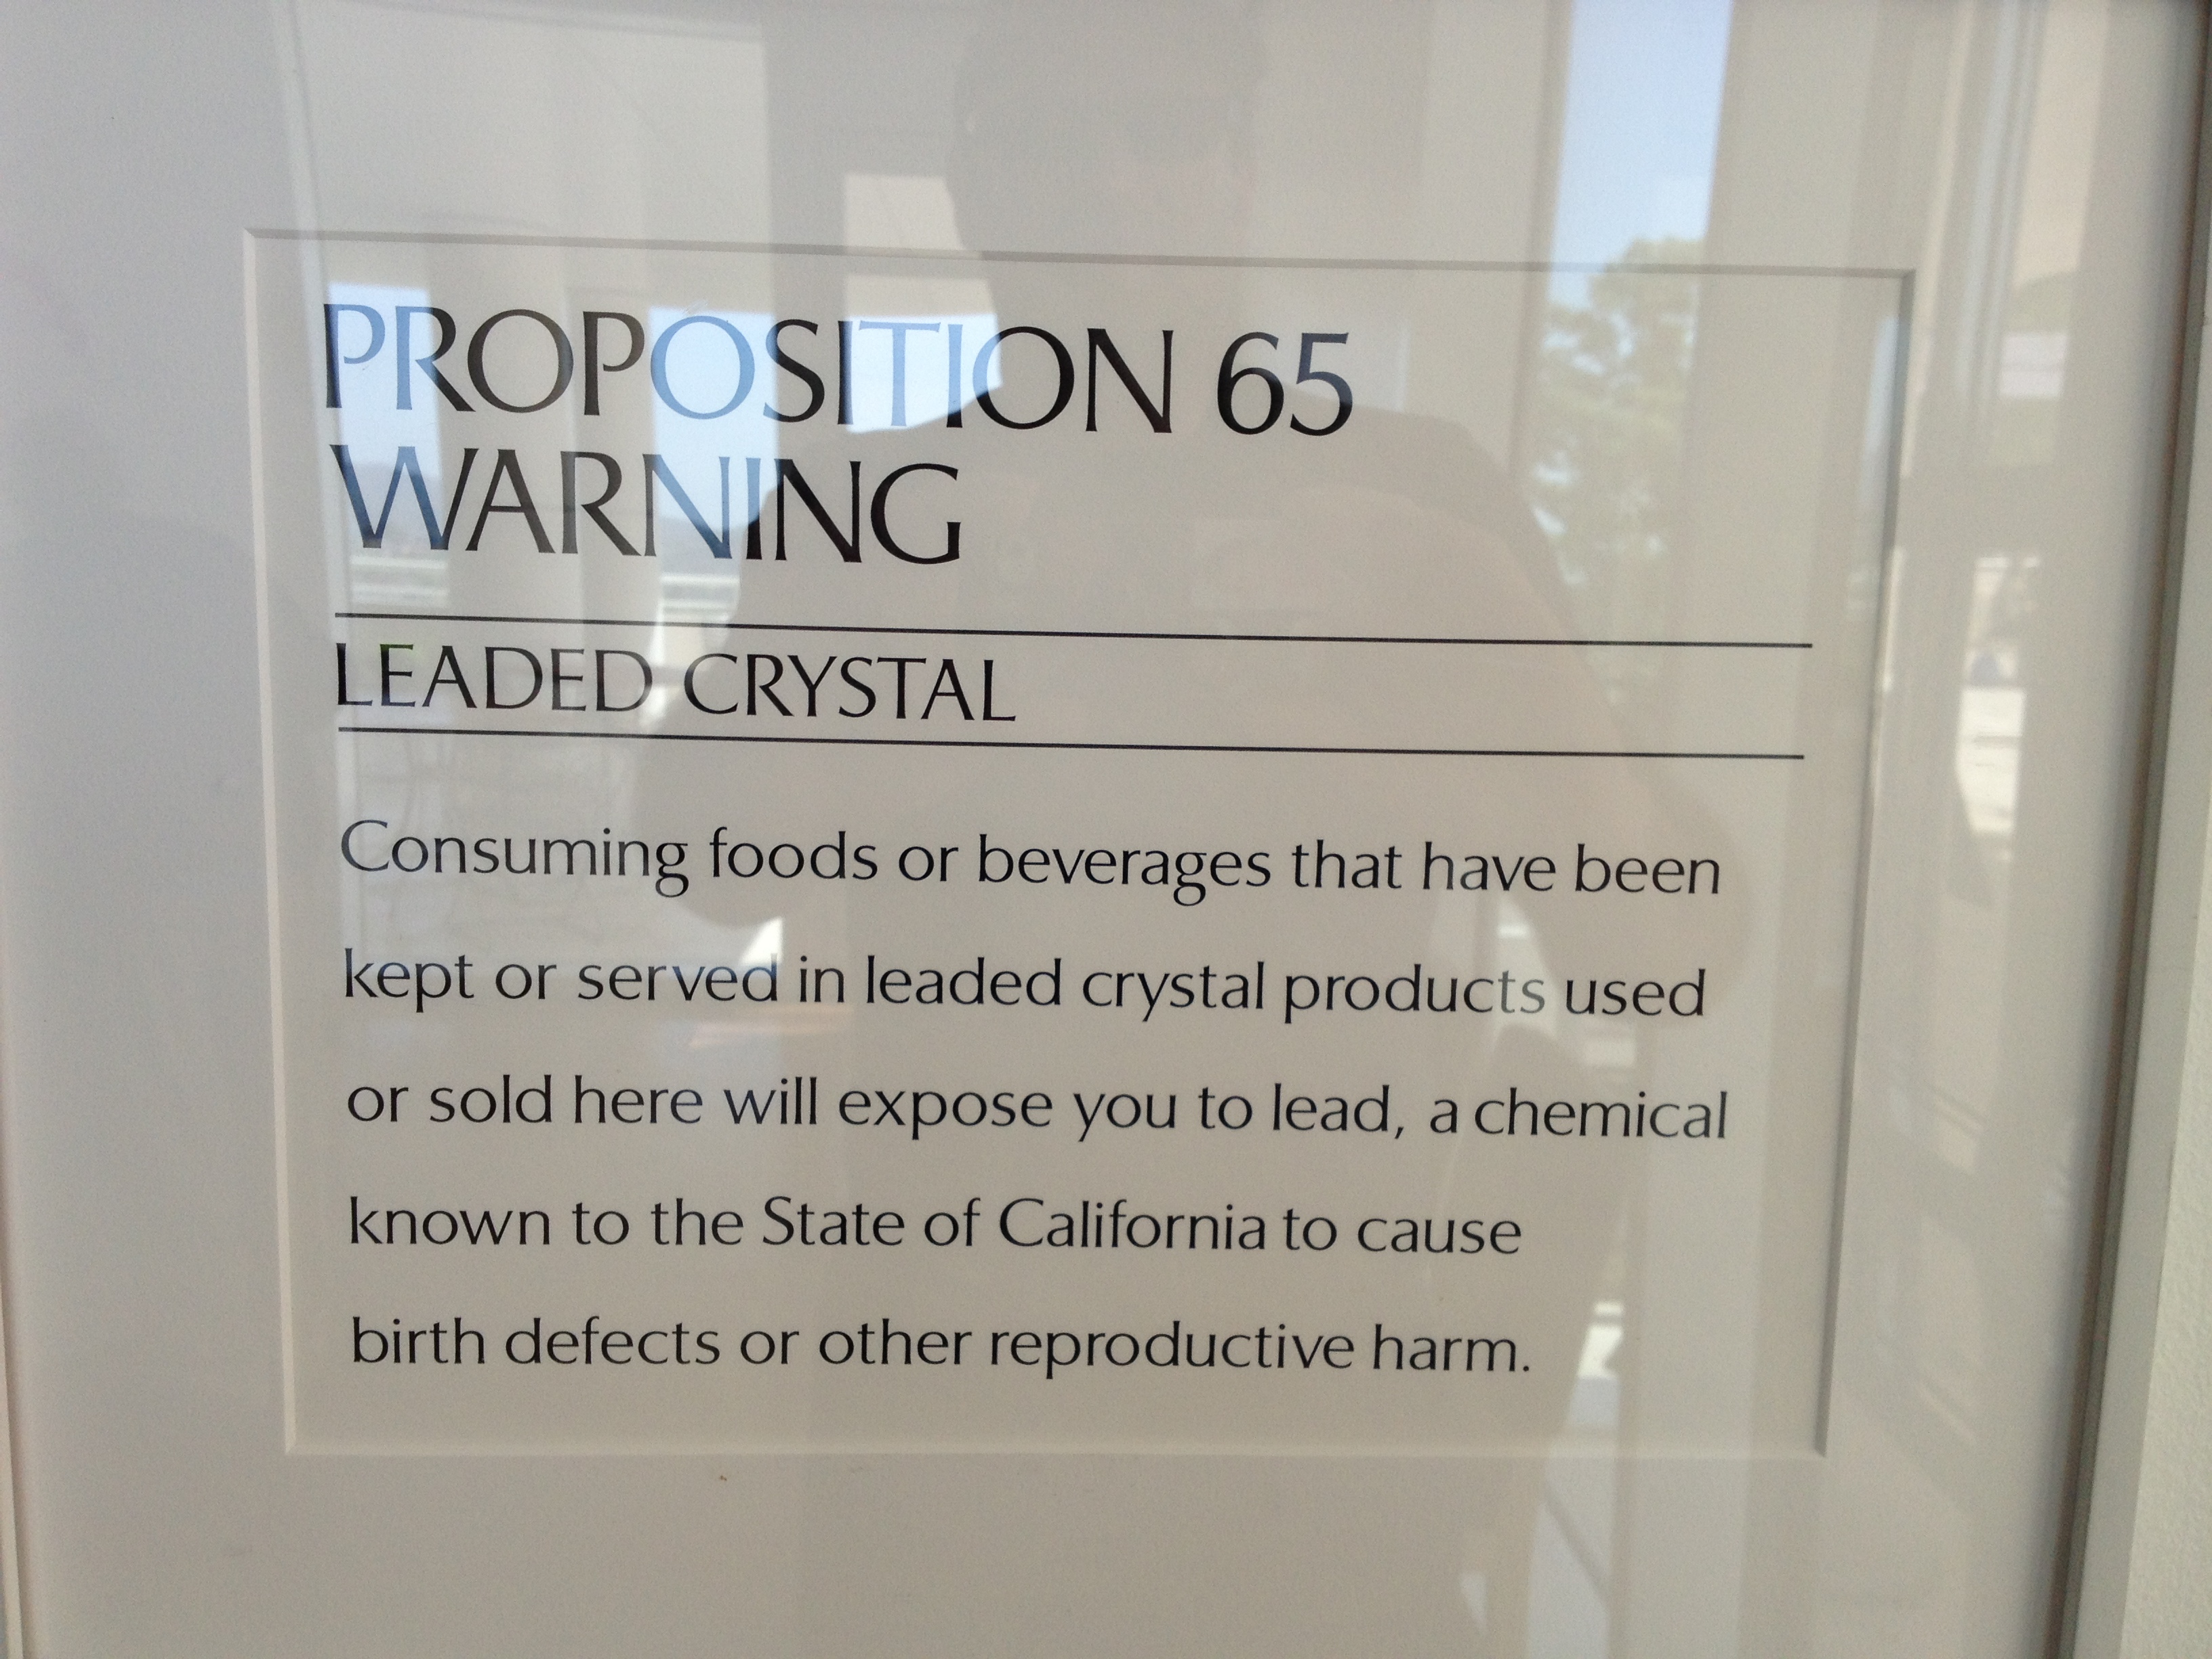 PROPOSITION 65
WARNING
LEADED CRYSTAL
Consuming foods or beverages that have been
kept or served in leaded crystal products used
or sold here will expose you to lead, a chemical
known to the State of California to cause
birth defects or other reproductive harm.